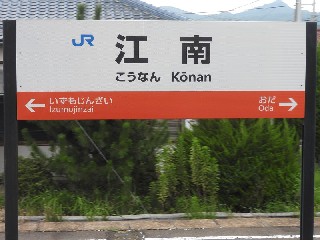 JR 江南
こうなん Kōnan
← いずもじんざい おだ →
Izumojinzai Oda